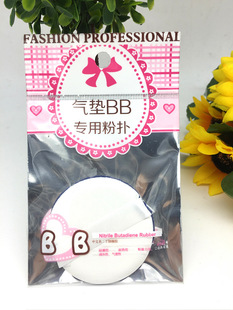 FASHION PROFESSIONAL
气垫BB
专用粉扑
BB
Nitrile Butadiene Rubber